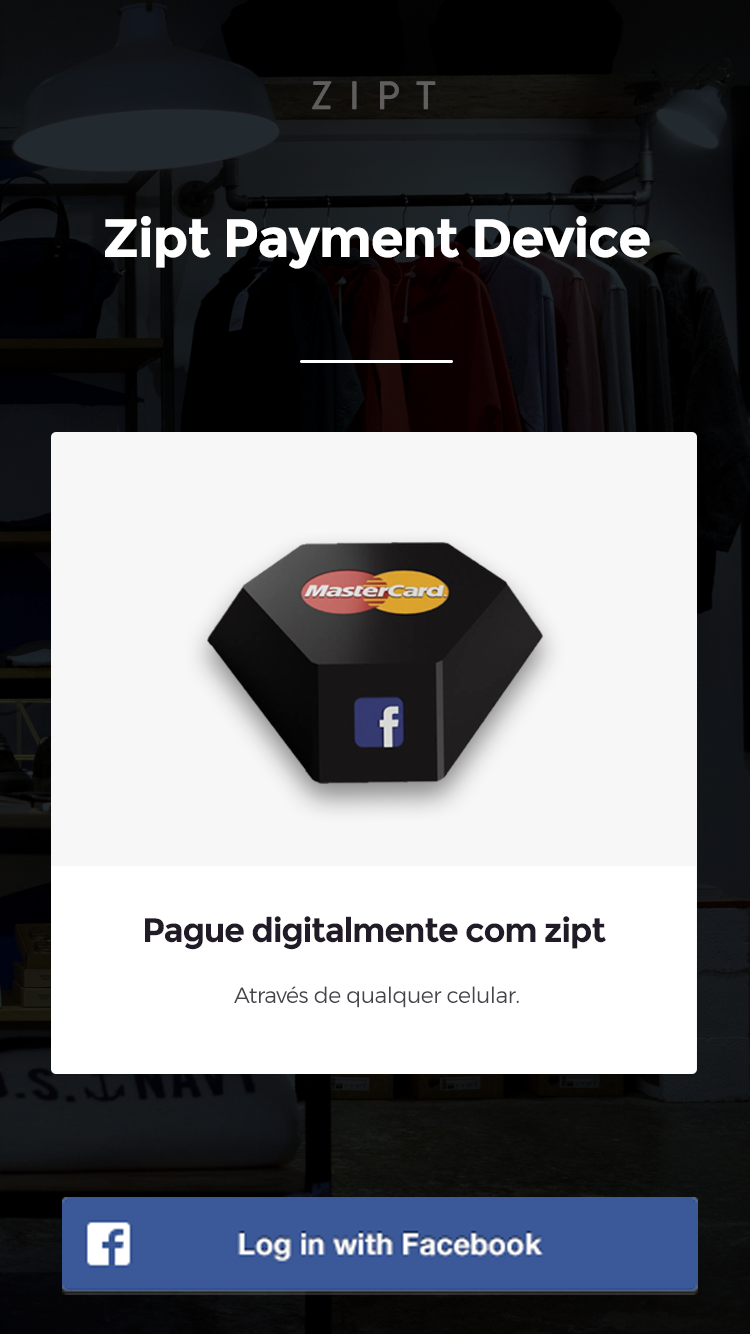 ZIPT
Zipt Payment Device
MasterCard
f
Pague digitalmente com zipt
Através de qualquer celular.
U.S. NAVY
f Log in with Facebook